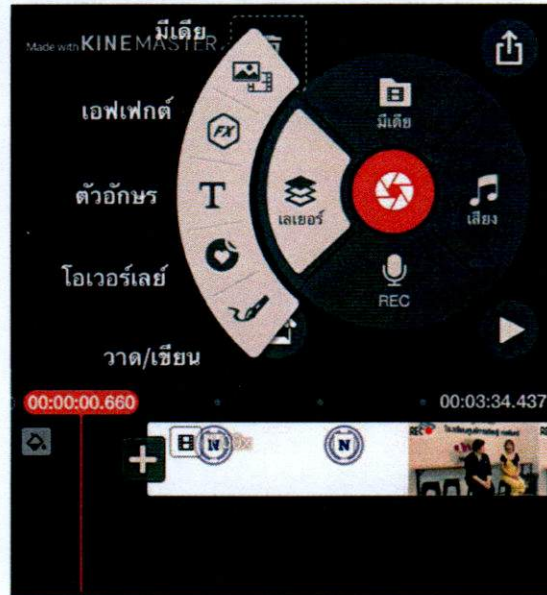 มีเดีย
Made with KINEMASTER
เอฟเฟกต์
FX
มีเดีย
ตัวอักษร
T
เลเยอร์
เสียง
โอเวอร์เลย์
REC
วาด/เขียน
00:00:00.660
00:03:34.437
N
N
REC